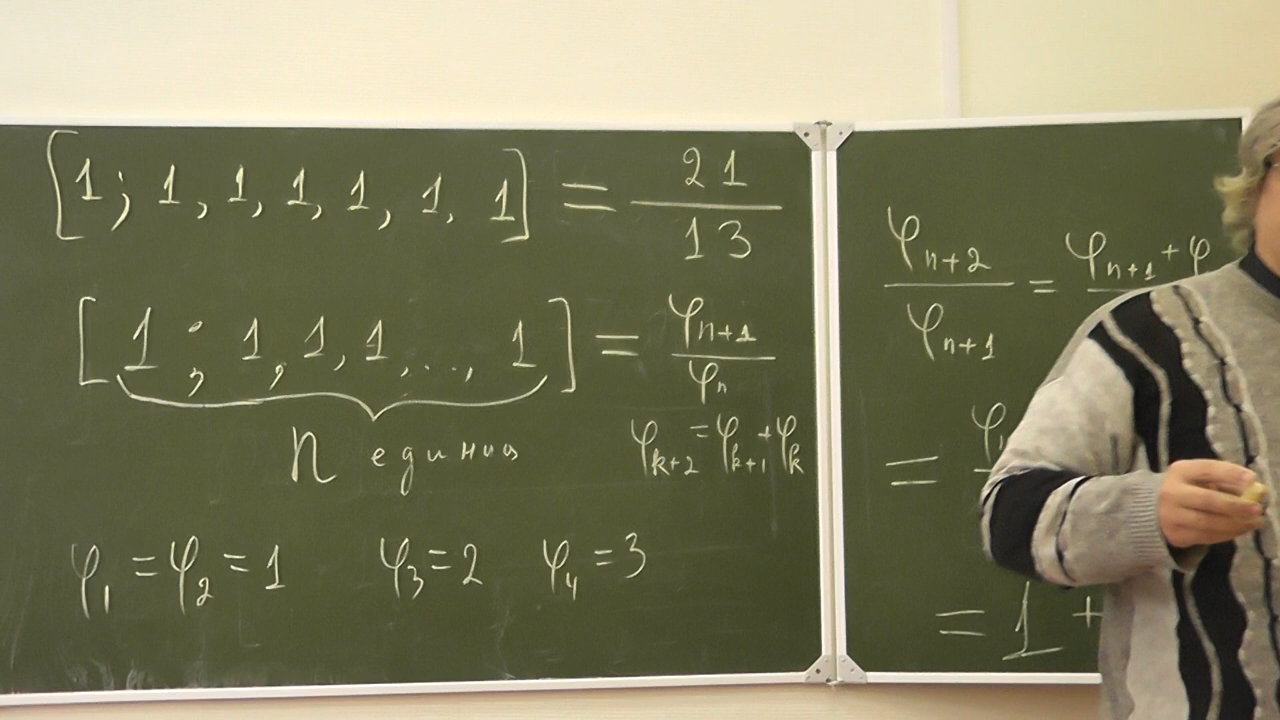 [1; 1, 1, 1, 1, 1, 1] = 21/13
[1; 1, 1, 1, ..., 1] = φₙ₊₁/φₙ
n единиц
φₖ₊₂ = φₖ₊₁ + φₖ
φ₁ = φ₂ = 1 φ₃ = 2 φ₄ = 3
φₙ₊₂/φₙ₊₁ = φₙ₊₁ + φ
= φ
= 1 +